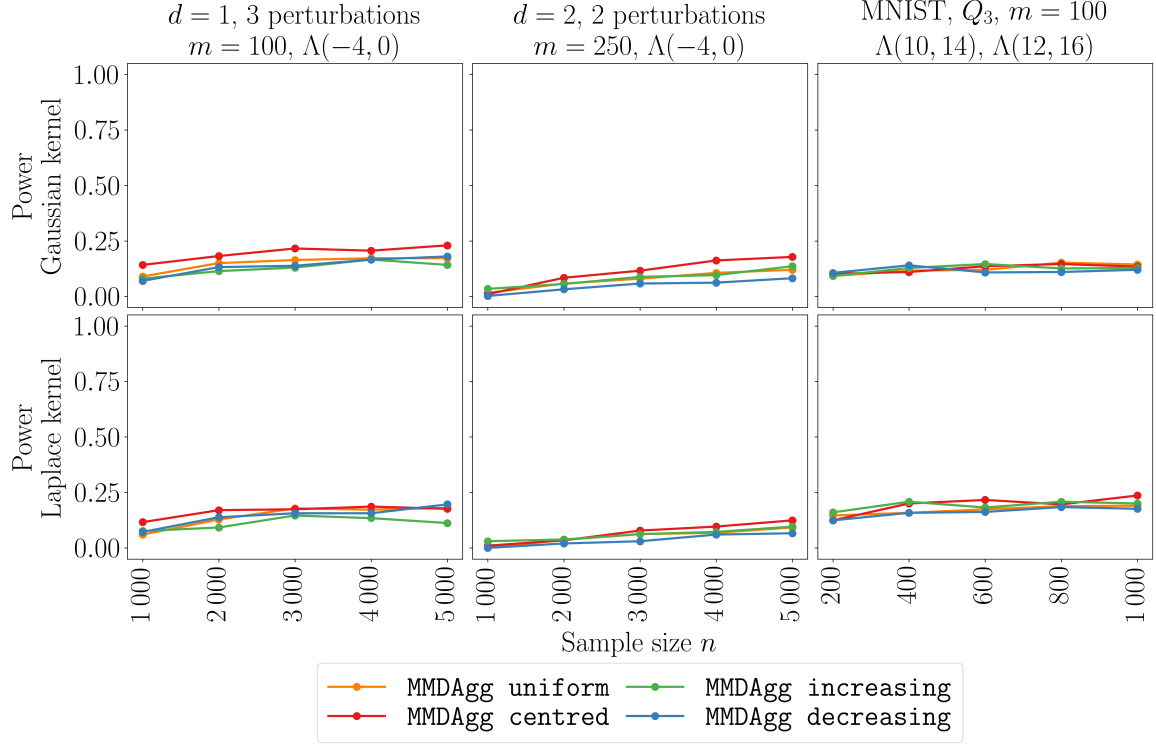 d = 1, 3 perturbations
m = 100, Λ(−4, 0)
d = 2, 2 perturbations
m = 250, Λ(−4, 0)
MNIST, Q₃, m = 100
Λ(10, 14), Λ(12, 16)
Power
Gaussian kernel
1.00
0.75
0.50
0.25
0.00
Power
Laplace kernel
1.00
0.75
0.50
0.25
0.00
1 000
2 000
3 000
4 000
5 000
1 000
2 000
3 000
4 000
5 000
200
400
600
800
1 000
Sample size n
MMDAgg uniform
MMDAgg centred
MMDAgg increasing
MMDAgg decreasing